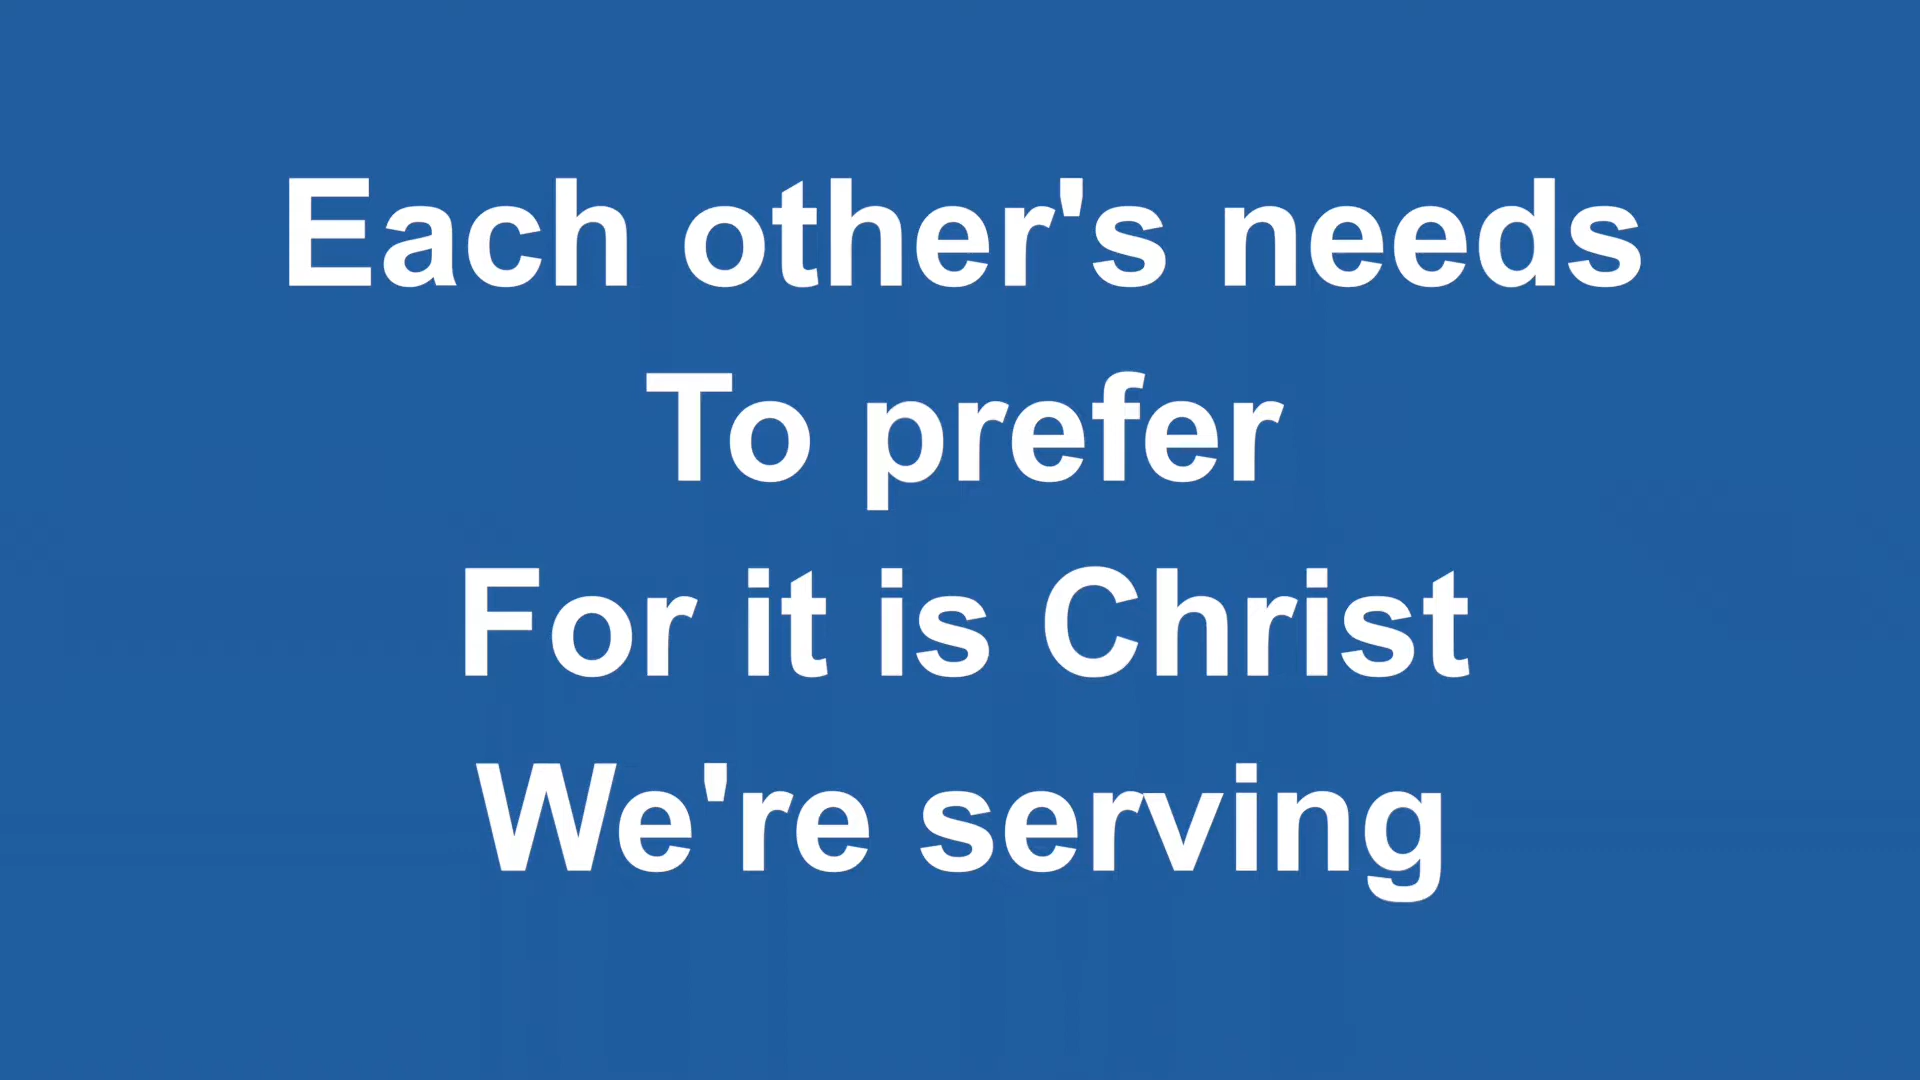 Each other's needs
To prefer
For it is Christ
We're serving